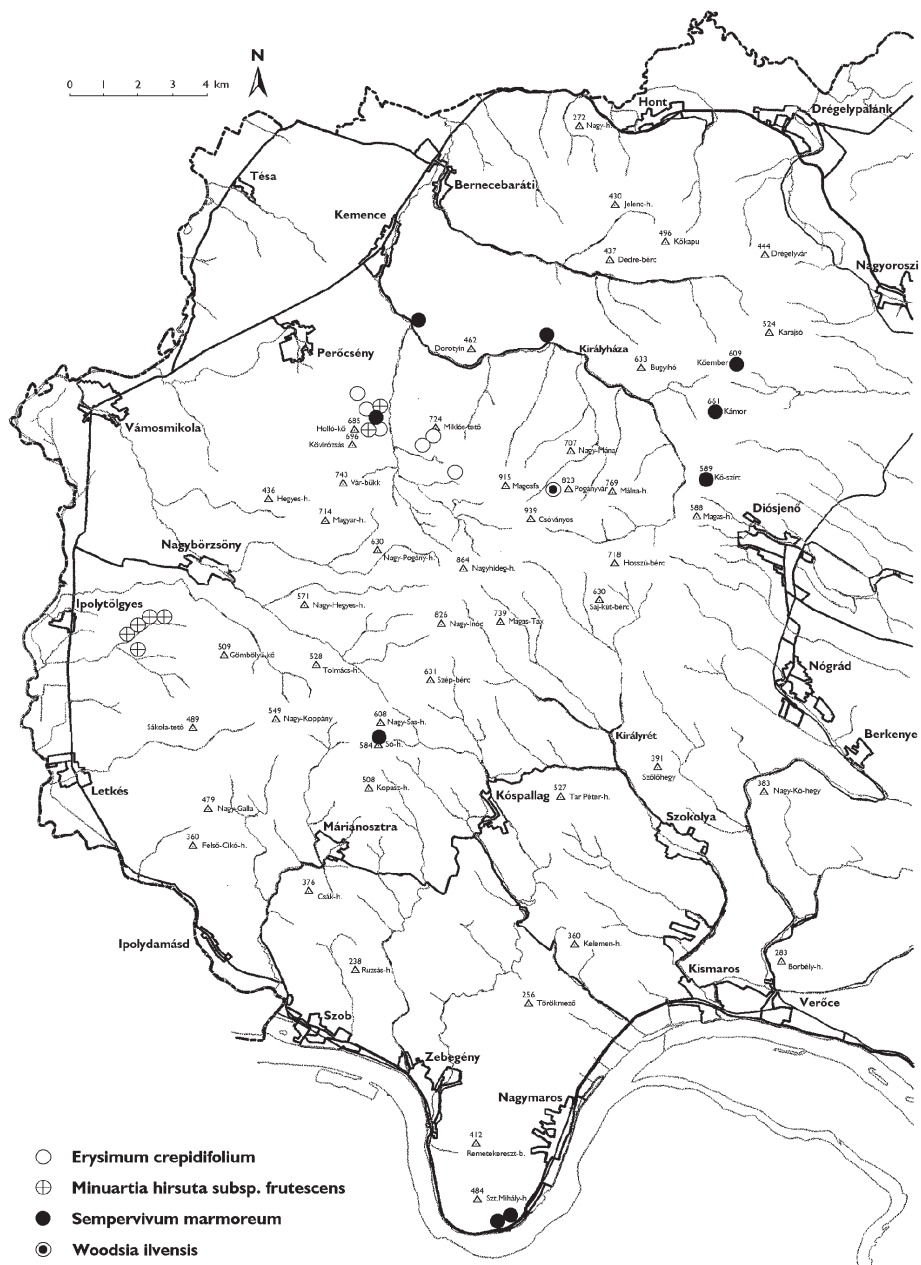 N
0 1 2 3 4 km
Hont
Drégelypalánk
272
Nagy-h.
Bernecebaráti
Tésa
430
Jelenc-h.
Kemence
496
Kőkapu
437
Dedre-bérc
444
Drégelyvár
Nagyoroszi
524
Karajsó
Perőcsény
462
Dorotyin
Királyháza
633
Bugyihó
609
Kőember
Vámosmikola
661
Kámor
685
Holló-kő
696
Kővirózsás
724
Miklós-tető
707
Nagy-Mána
743
Vár-bükk
915
Magosfa
823
Pogányvár
769
Málna-h.
589
Kő-szirt
436
Hegyes-h.
714
Magyar-h.
939
Csóványos
588
Magas-h.
Diósjenő
Nagybörzsöny
630
Nagy-Pogány-h.
864
Nagyhideg-h.
718
Hosszú-bérc
Ipolytölgyes
571
Nagy-Hegyes-h.
630
Saj-kút-bérc
826
Nagy-Inóc
739
Magas-Tax
509
Gömbölyű-kő
528
Tolmács-h.
631
Szép-bérc
Nógrád
489
Sákola-tető
549
Nagy-Koppány
608
Nagy-Sas-h.
584
Só-h.
Királyrét
Berkenye
391
Szőlőhegy
Letkés
508
Kopasz-h.
Kóspallag
527
Tar Péter-h.
383
Nagy-Kő-hegy
479
Nagy-Galla
Márianosztra
Szokolya
360
Felső-Cikó-h.
376
Csák-h.
Ipolydamásd
360
Kelemen-h.
238
Ruzsás-h.
283
Borbély-h.
Kismaros
256
Törökmező
Verőce
Szob
Zebegény
Nagymaros
412
Remetekereszt-b.
484
Szt.Mihály-h.
Erysimum crepidifolium
Minuartia hirsuta subsp. frutescens
Sempervivum marmoreum
Woodsia ilvensis